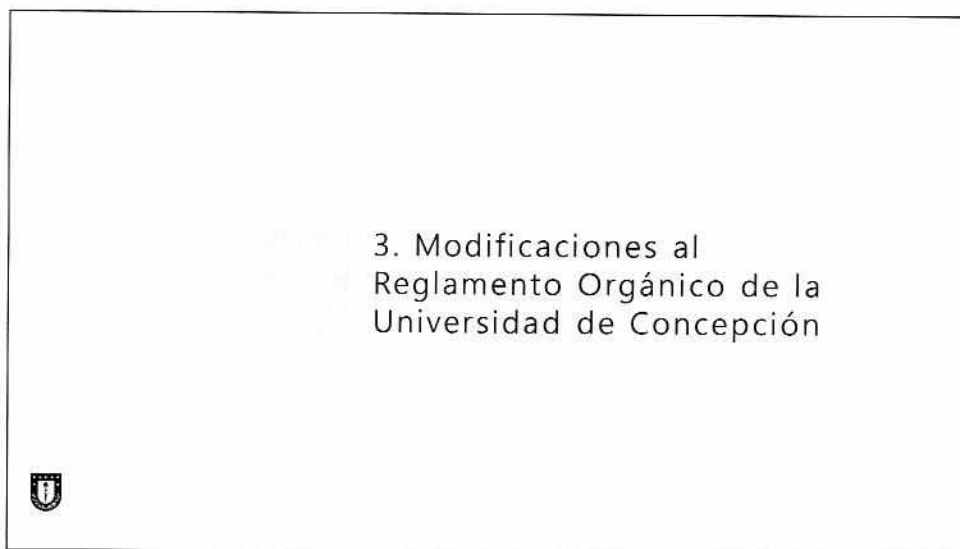 3. Modificaciones al
Reglamento Orgánico de la
Universidad de Concepción